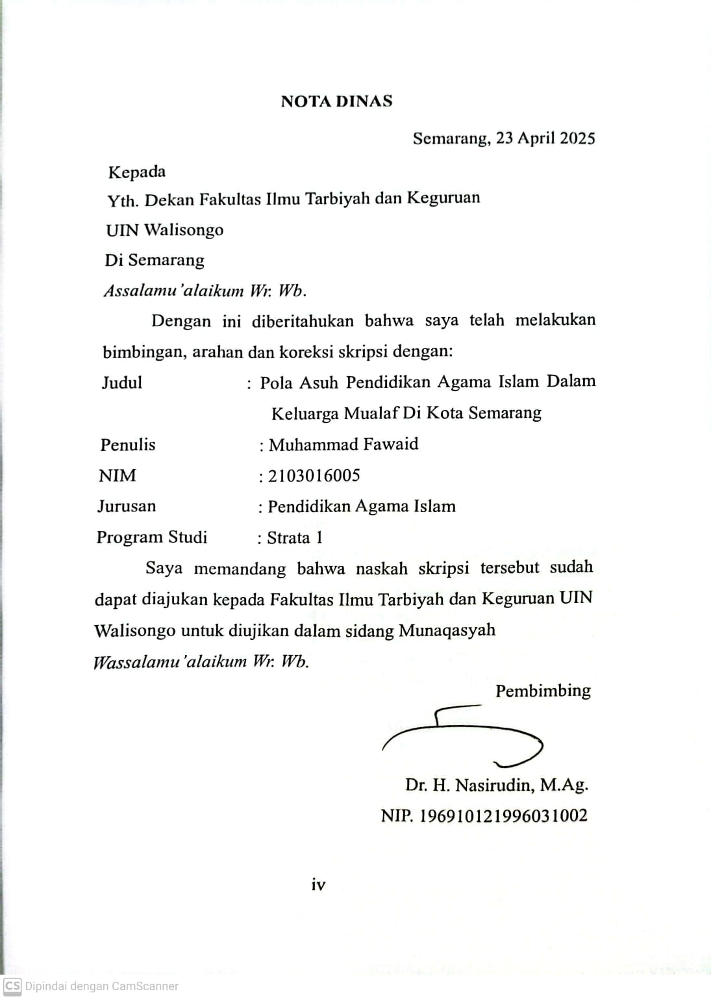 NOTA DINAS
Semarang, 23 April 2025
Kepada
Yth. Dekan Fakultas Ilmu Tarbiyah dan Keguruan
UIN Walisongo
Di Semarang
Assalamu'alaikum Wr. Wb.
Dengan ini diberitahukan bahwa saya telah melakukan
bimbingan, arahan dan koreksi skripsi dengan:
Judul : Pola Asuh Pendidikan Agama Islam Dalam
Keluarga Mualaf Di Kota Semarang
Penulis : Muhammad Fawaid
NIM : 2103016005
Jurusan : Pendidikan Agama Islam
Program Studi : Strata 1
Saya memandang bahwa naskah skripsi tersebut sudah
dapat diajukan kepada Fakultas Ilmu Tarbiyah dan Keguruan UIN
Walisongo untuk diujikan dalam sidang Munaqasyah
Wassalamu'alaikum Wr. Wb.
Pembimbing
Dr. H. Nasirudin, M.Ag.
NIP. 196910121996031002
iv
CS Dipindai dengan CamScanner